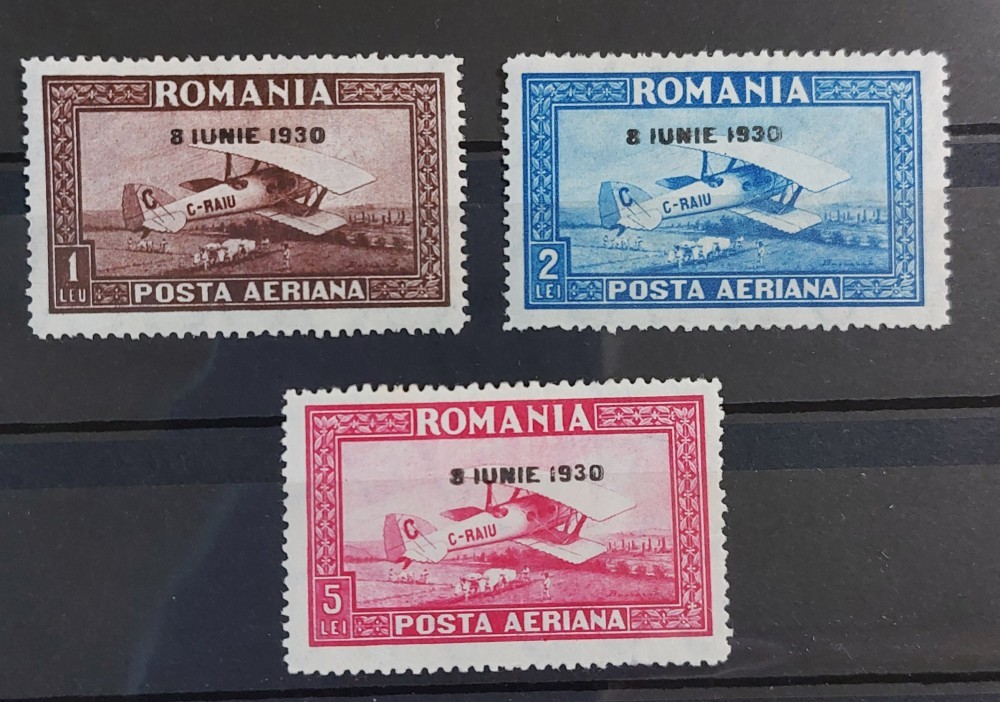 ROMANIA
8 IUNIE 1930
C
C-RAIU
1
LEU
POSTA AERIANA
ROMANIA
8 IUNIE 1930
C
C-RAIU
2
LEI
POSTA AERIANA
ROMANIA
8 IUNIE 1930
C
C-RAIU
5
LEI
POSTA AERIANA